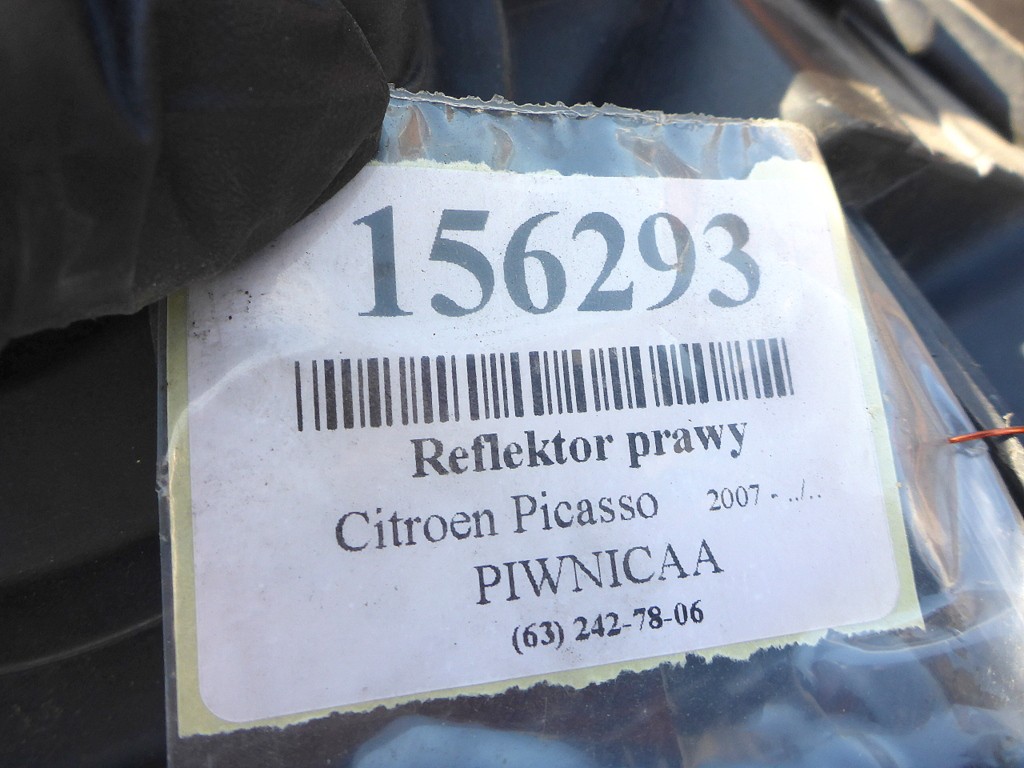 156293
Reflektor prawy
Citroen Picasso 2007 - ../..
PIWNICAA
(63) 242-78-06